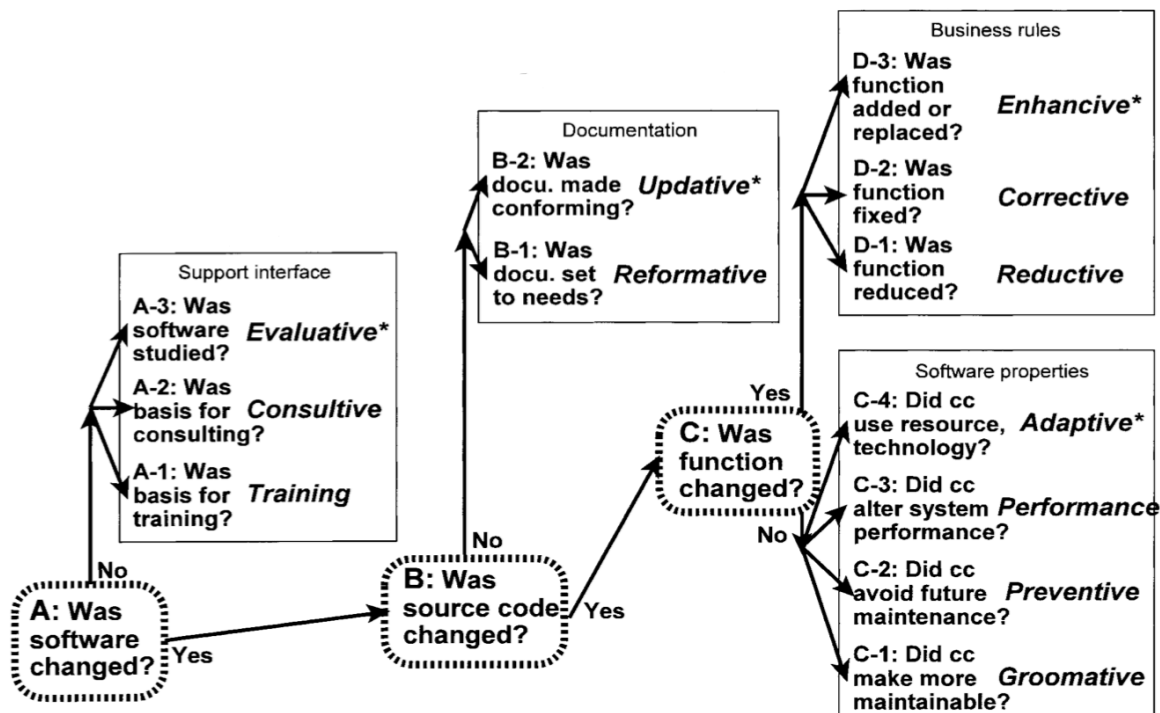 Business rules
D-3: Was
function
added or
replaced?
Enhancive*
D-2: Was
function
fixed?
Corrective
D-1: Was
function
reduced?
Reductive
Documentation
B-2: Was
docu. made
conforming?
Updative*
B-1: Was
docu. set
to needs?
Reformative
Support interface
A-3: Was
software
studied?
Evaluative*
A-2: Was
basis for
consulting?
Consultive
A-1: Was
basis for
training?
Training
Software properties
C-4: Did cc
use resource,
technology?
Adaptive*
C-3: Did cc
alter system
performance?
Performance
C-2: Did cc
avoid future
maintenance?
Preventive
C-1: Did cc
make more
maintainable?
Groomative
Yes
C: Was
function
changed?
No
No
B: Was
source code
changed?
Yes
No
A: Was
software
changed?
Yes